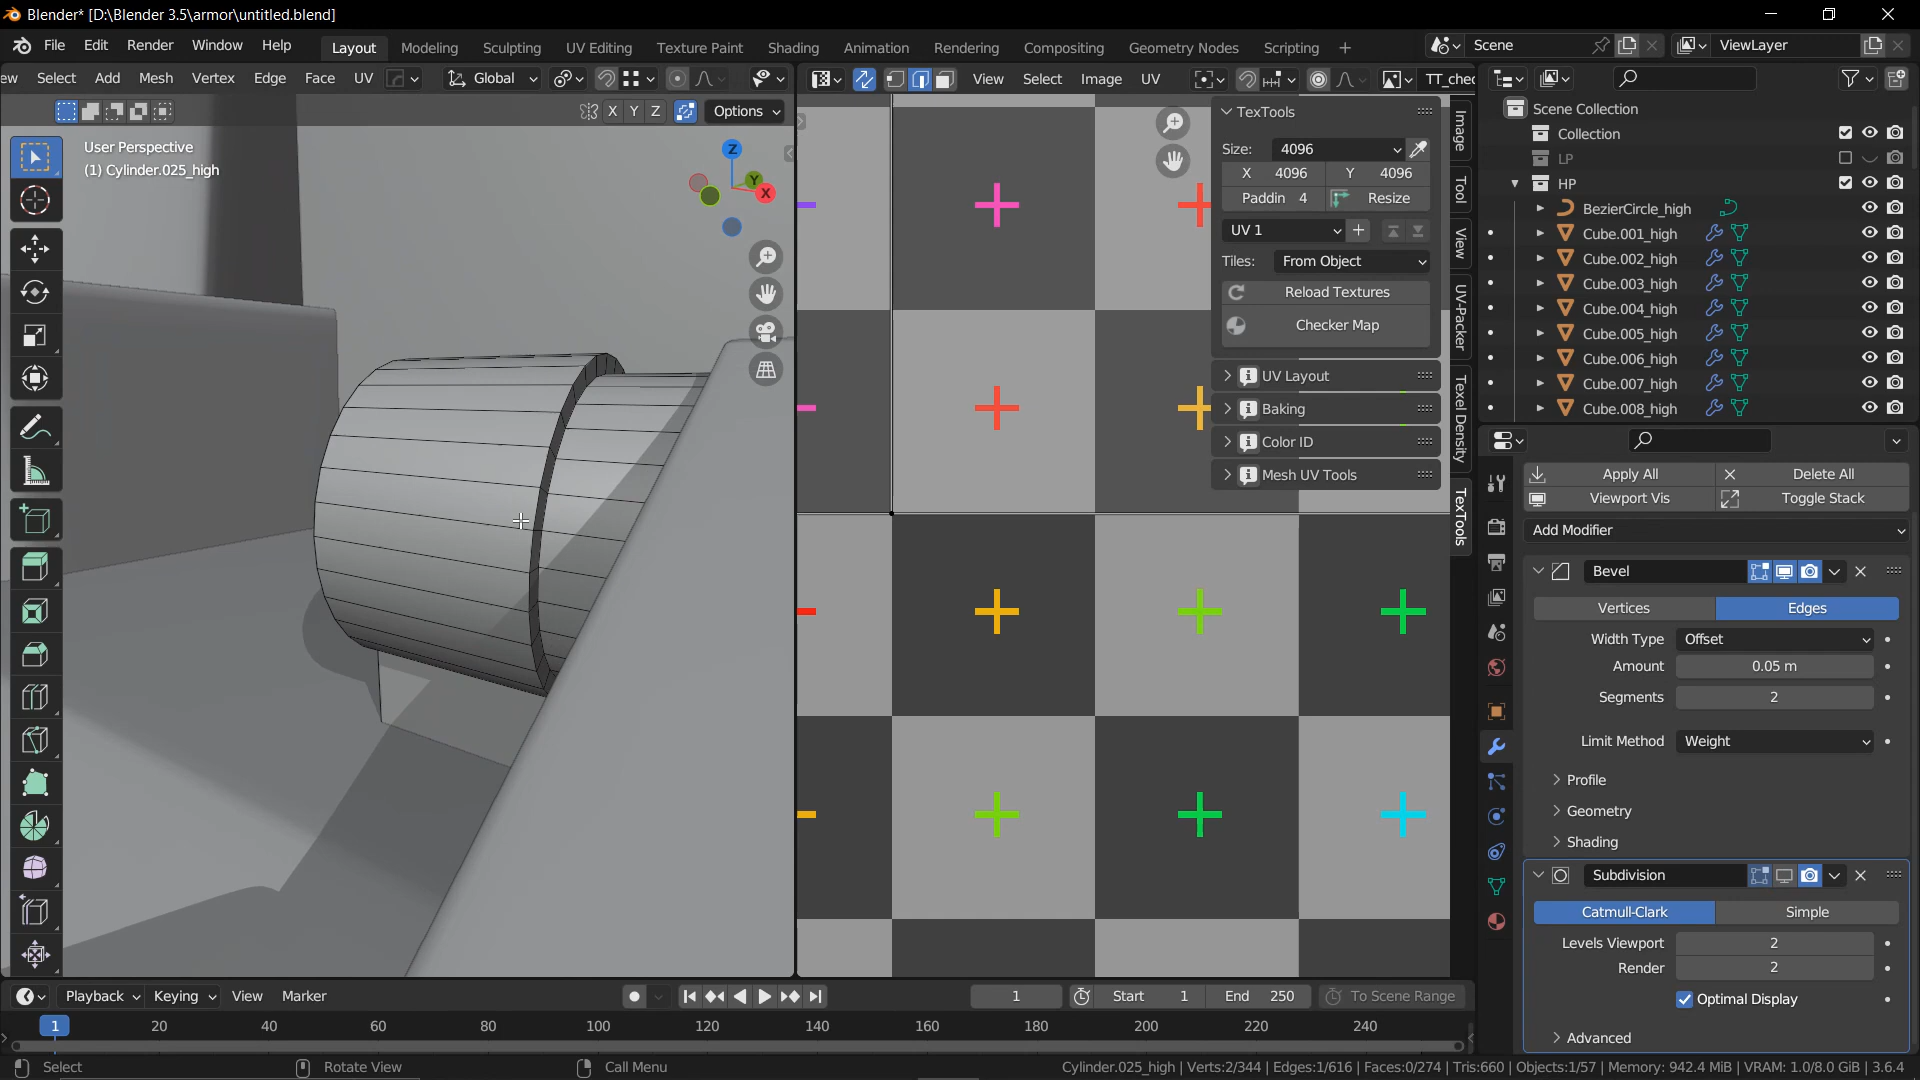 Blender* [D:\Blender 3.5\armor\untitled.blend]
File Edit Render Window Help Layout Modeling Sculpting UV Editing Texture Paint Shading Animation Rendering Compositing Geometry Nodes Scripting + Scene ViewLayer
ew Select Add Mesh Vertex Edge Face UV Global View Select Image UV TT_chec
X Y Z Options
User Perspective
(1) Cylinder.025_high
Z
Y
X
TexTools
Size: 4096
X 4096 Y 4096
Paddin 4 Resize
UV 1
Tiles: From Object
Reload Textures
Checker Map
UV Layout
Baking
Color ID
Mesh UV Tools
Image
Tool
View
UV-Packer
Texel Density
TexTools
Scene Collection
Collection
LP
HP
BezierCircle_high
Cube.001_high
Cube.002_high
Cube.003_high
Cube.004_high
Cube.005_high
Cube.006_high
Cube.007_high
Cube.008_high
Apply All Delete All
Viewport Vis Toggle Stack
Add Modifier
Bevel
Vertices Edges
Width Type Offset
Amount 0.05 m
Segments 2
Limit Method Weight
Profile
Geometry
Shading
Subdivision
Catmull-Clark Simple
Levels Viewport 2
Render 2
Optimal Display
Advanced
Playback Keying View Marker 1 Start 1 End 250 To Scene Range
1 20 40 60 80 100 120 140 160 180 200 220 240
Select Rotate View Call Menu Cylinder.025_high | Verts:2/344 | Edges:1/616 | Faces:0/274 | Tris:660 | Objects:1/57 | Memory: 942.4 MiB | VRAM: 1.0/8.0 GiB | 3.6.4